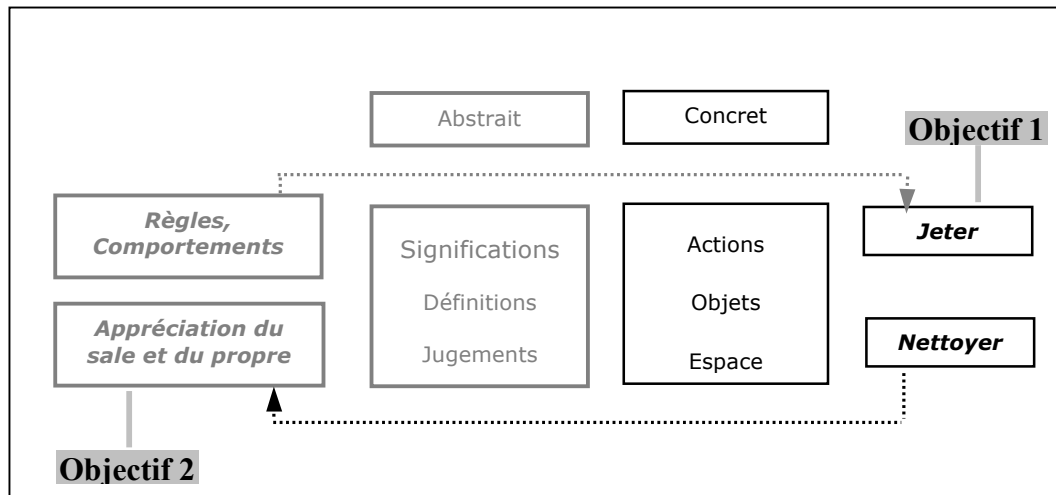 Abstrait
Concret
Objectif 1
Règles,
Comportements
Significations
Définitions
Jugements
Actions
Objets
Espace
Jeter
Appréciation du
sale et du propre
Nettoyer
Objectif 2